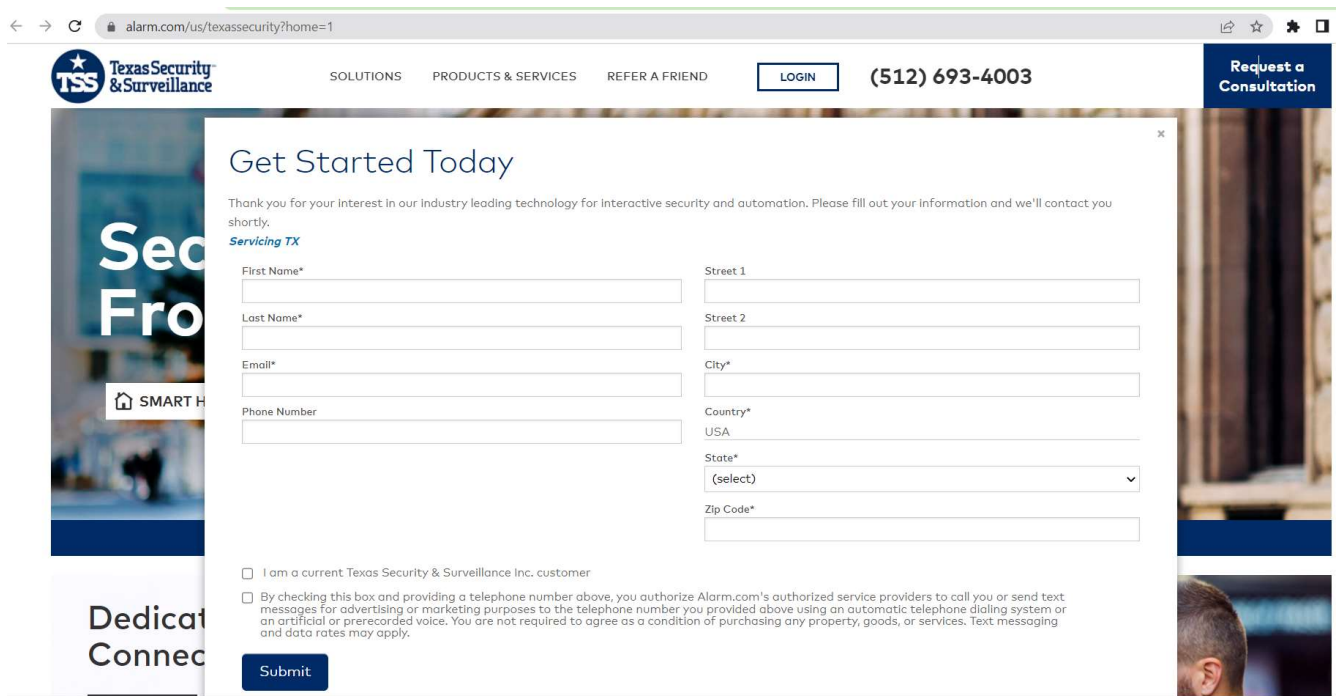 alarm.com/us/texassecurity?home=1
TSS
Texas Security
& Surveillance
SOLUTIONS
PRODUCTS & SERVICES
REFER A FRIEND
LOGIN
(512) 693-4003
Request a
Consultation
Get Started Today
×
Thank you for your interest in our industry leading technology for interactive security and automation. Please fill out your information and we'll contact you
shortly.
Servicing TX
First Name*
Last Name*
Email*
Phone Number
Street 1
Street 2
City*
Country*
USA
State*
(select)
Zip Code*
I am a current Texas Security & Surveillance Inc. customer
By checking this box and providing a telephone number above, you authorize Alarm.com's authorized service providers to call you or send text
messages for advertising or marketing purposes to the telephone number you provided above using an automatic telephone dialing system or
an artificial or prerecorded voice. You are not required to agree as a condition of purchasing any property, goods, or services. Text messaging
and data rates may apply.
Submit
Sec
Fro
SMART H
Dedicat
Connec